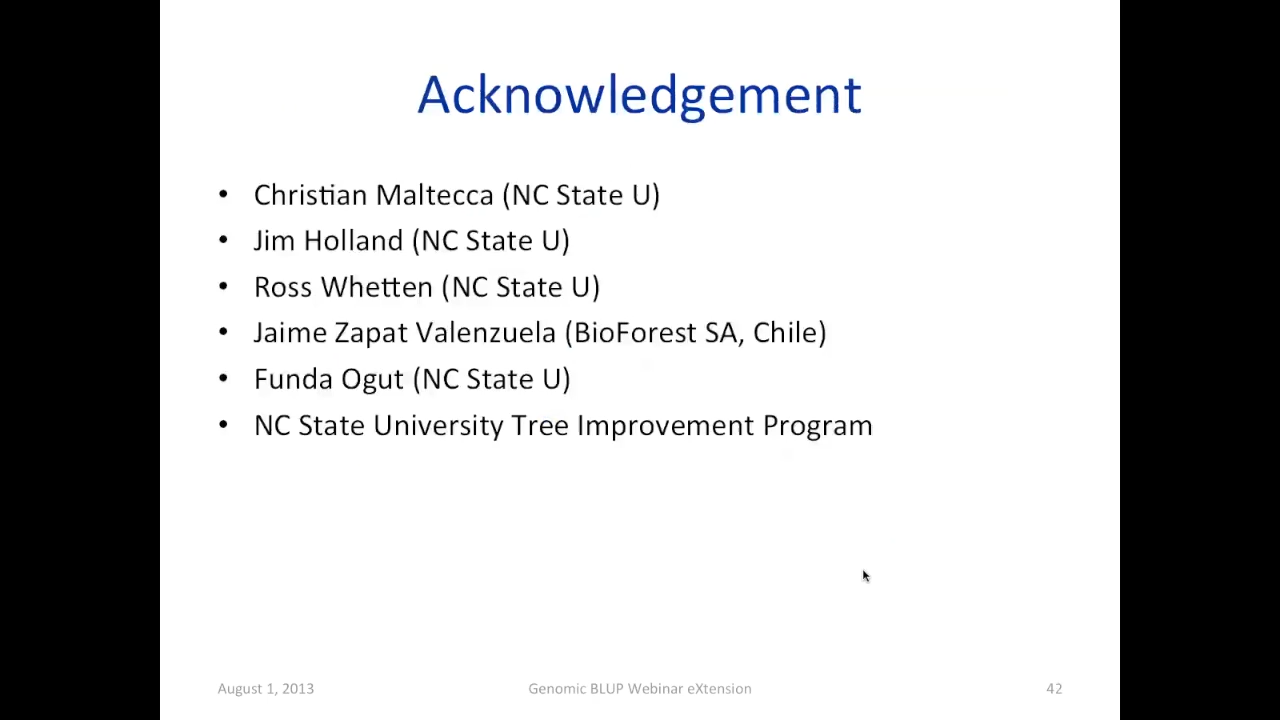 Acknowledgement
• Christian Maltecca (NC State U)
• Jim Holland (NC State U)
• Ross Whetten (NC State U)
• Jaime Zapat Valenzuela (BioForest SA, Chile)
• Funda Ogut (NC State U)
• NC State University Tree Improvement Program
August 1, 2013 Genomic BLUP Webinar eXtension 42